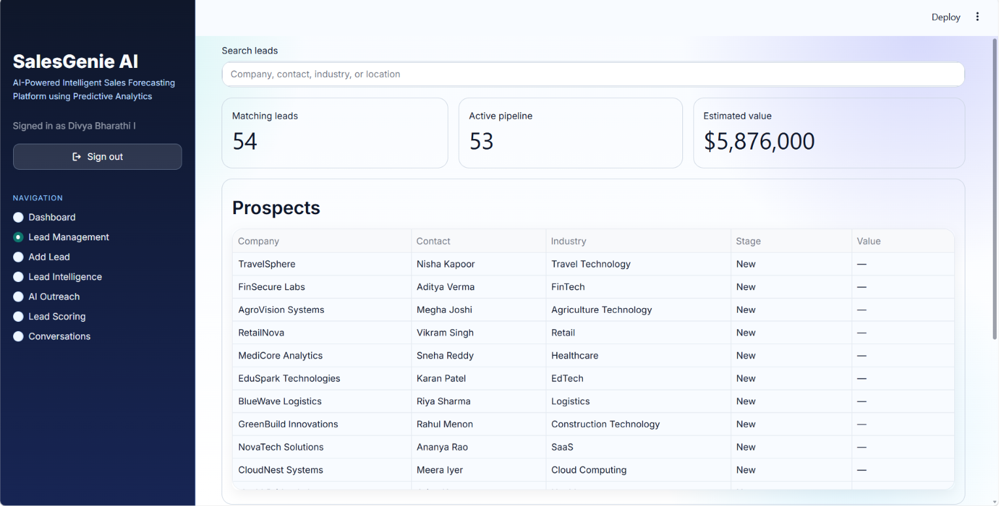 Deploy
SalesGenie AI
AI-Powered Intelligent Sales Forecasting
Platform using Predictive Analytics
Signed in as Divya Bharathi I
Sign out
NAVIGATION
Dashboard
Lead Management
Add Lead
Lead Intelligence
AI Outreach
Lead Scoring
Conversations
Search leads
Company, contact, industry, or location
Matching leads Active pipeline Estimated value
54 53 $5,876,000
Prospects
Company Contact Industry Stage Value
TravelSphere Nisha Kapoor Travel Technology New —
FinSecure Labs Aditya Verma FinTech New —
AgroVision Systems Megha Joshi Agriculture Technology New —
RetailNova Vikram Singh Retail New —
MediCore Analytics Sneha Reddy Healthcare New —
EduSpark Technologies Karan Patel EdTech New —
BlueWave Logistics Riya Sharma Logistics New —
GreenBuild Innovations Rahul Menon Construction Technology New —
NovaTech Solutions Ananya Rao SaaS New —
CloudNest Systems Meera Iyer Cloud Computing New —